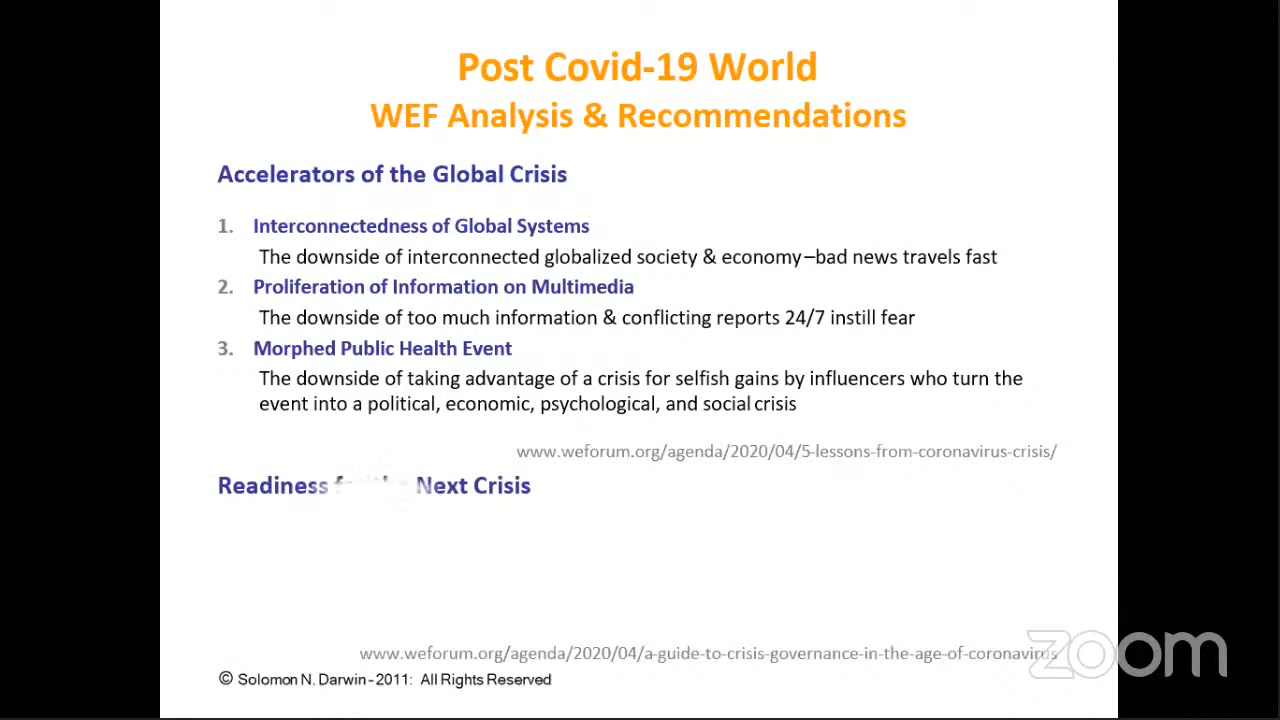 Post Covid-19 World
WEF Analysis & Recommendations
Accelerators of the Global Crisis
1. Interconnectedness of Global Systems
The downside of interconnected globalized society & economy –bad news travels fast
2. Proliferation of Information on Multimedia
The downside of too much information & conflicting reports 24/7 instill fear
3. Morphed Public Health Event
The downside of taking advantage of a crisis for selfish gains by influencers who turn the
event into a political, economic, psychological, and social crisis
www.weforum.org/agenda/2020/04/5-lessons-from-coronavirus-crisis/
Readiness Next Crisis
www.weforum.org/agenda/2020/04/a-guide-to-crisis-governance-in-the-age-of-coronavirus
© Solomon N. Darwin - 2011: All Rights Reserved
zoom